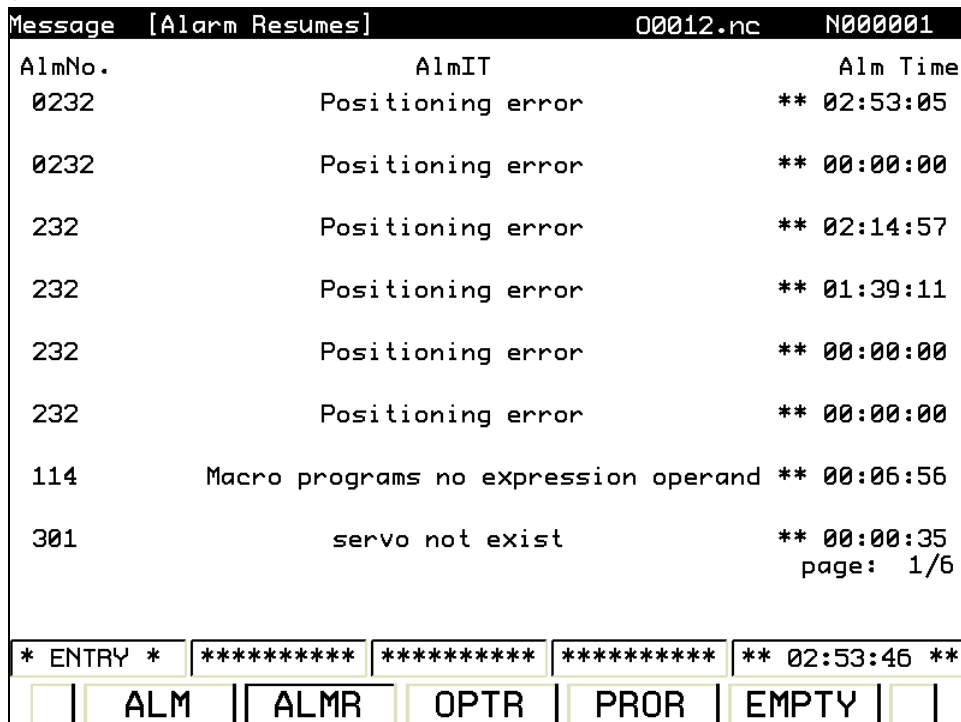 Message [Alarm Resumes] O0012.nc N000001
AlmNo. AlmIT Alm Time
0232 Positioning error ** 02:53:05
0232 Positioning error ** 00:00:00
232 Positioning error ** 02:14:57
232 Positioning error ** 01:39:11
232 Positioning error ** 00:00:00
232 Positioning error ** 00:00:00
114 Macro programs no expression operand ** 00:06:56
301 servo not exist ** 00:00:35
page: 1/6
* ENTRY * ********** ********** ********** ** 02:53:46 **
ALM ALMR OPTR PROR EMPTY